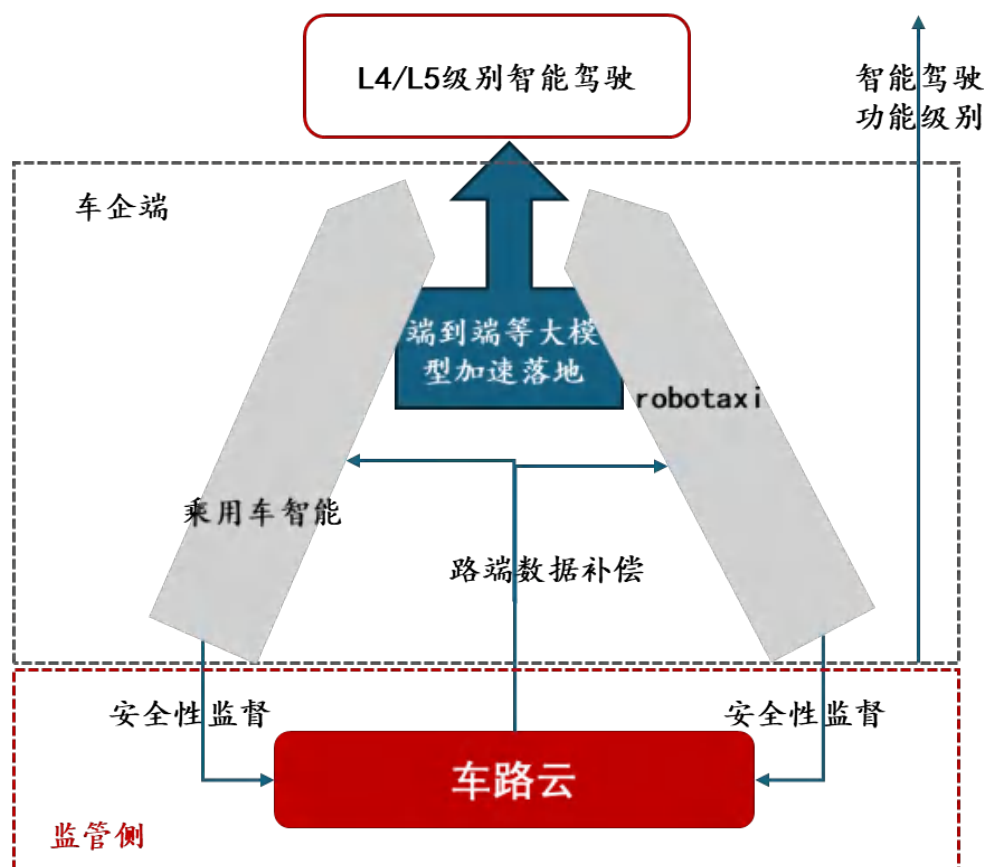 L4/L5级别智能驾驶
智能驾驶
功能级别
车企端
端到端等大模
型加速落地
robotaxi
乘用车智能
路端数据补偿
安全性监督
安全性监督
车路云
监管侧